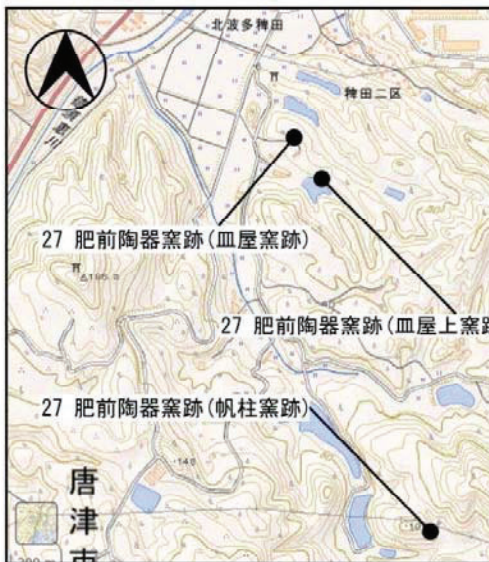 北波多稗田
稗田二区
27 肥前陶器窯跡(皿屋窯跡)
185.0
27 肥前陶器窯跡(皿屋上窯跡
27 肥前陶器窯跡(帆柱窯跡)
唐津市